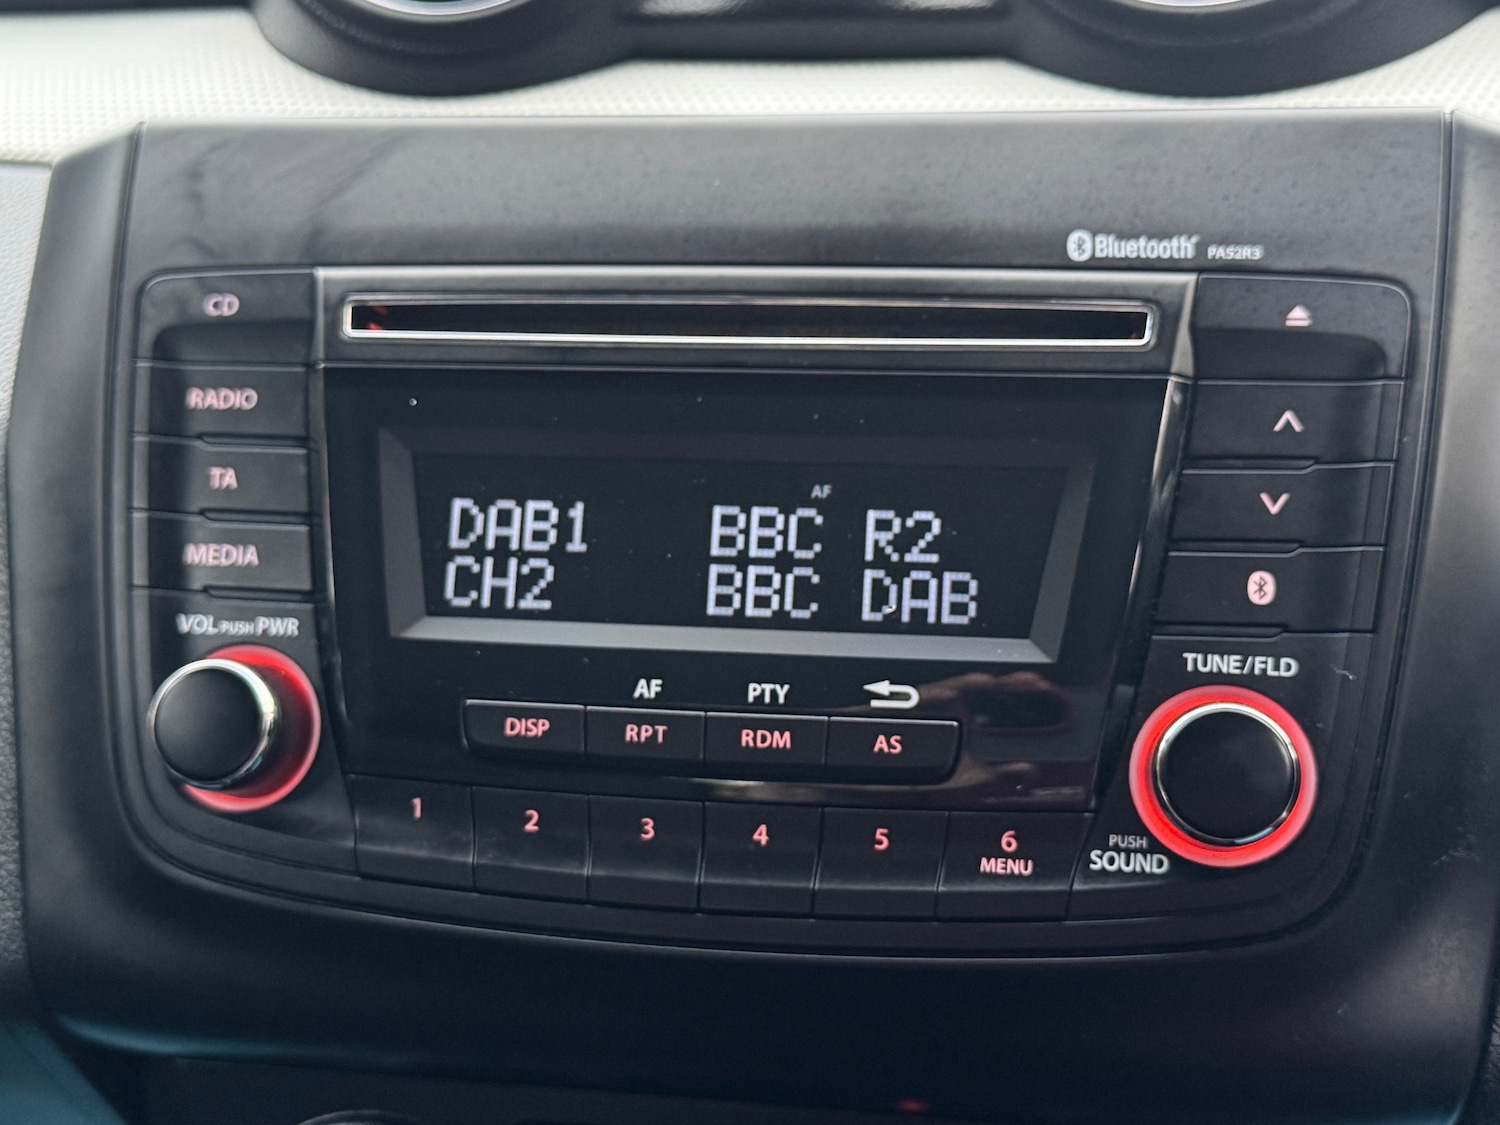 Bluetooth® PA52R3
CD
RADIO
TA
MEDIA
VOL PUSH PWR
AF
DAB1 BBC R2
CH2 BBC DAB
TUNE/FLD
AF PTY
DISP RPT RDM AS
1 2 3 4 5 6
MENU
PUSH
SOUND